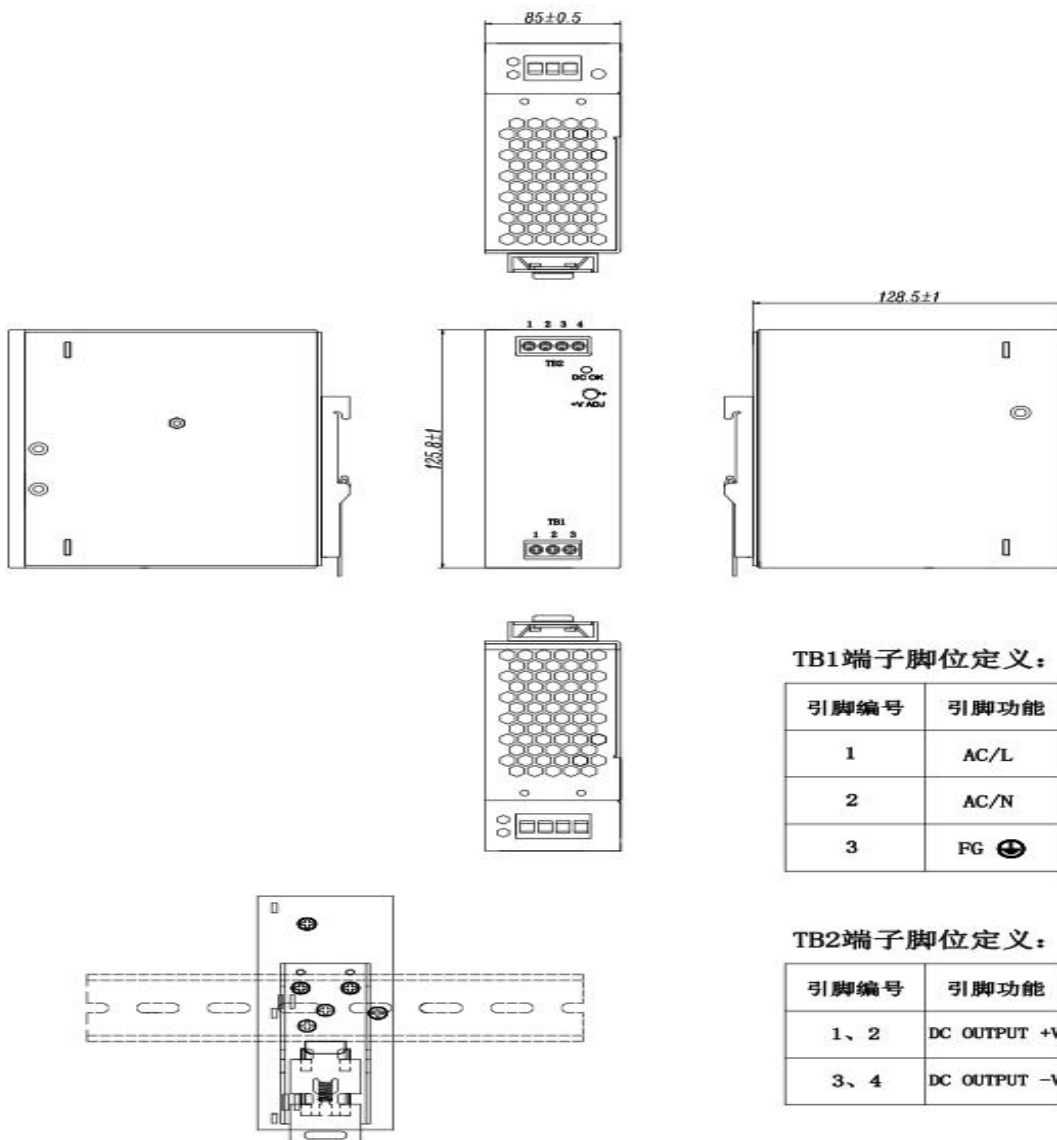 85±0.5
128.5±1
1 2 3 4
TB2
DC OK
+V ADJ
125.8±1
TB1
1 2 3
TB1端子脚位定义:
引脚编号 引脚功能
1 AC/L
2 AC/N
3 FG
TB2端子脚位定义:
引脚编号 引脚功能
1、2 DC OUTPUT +V
3、4 DC OUTPUT -V